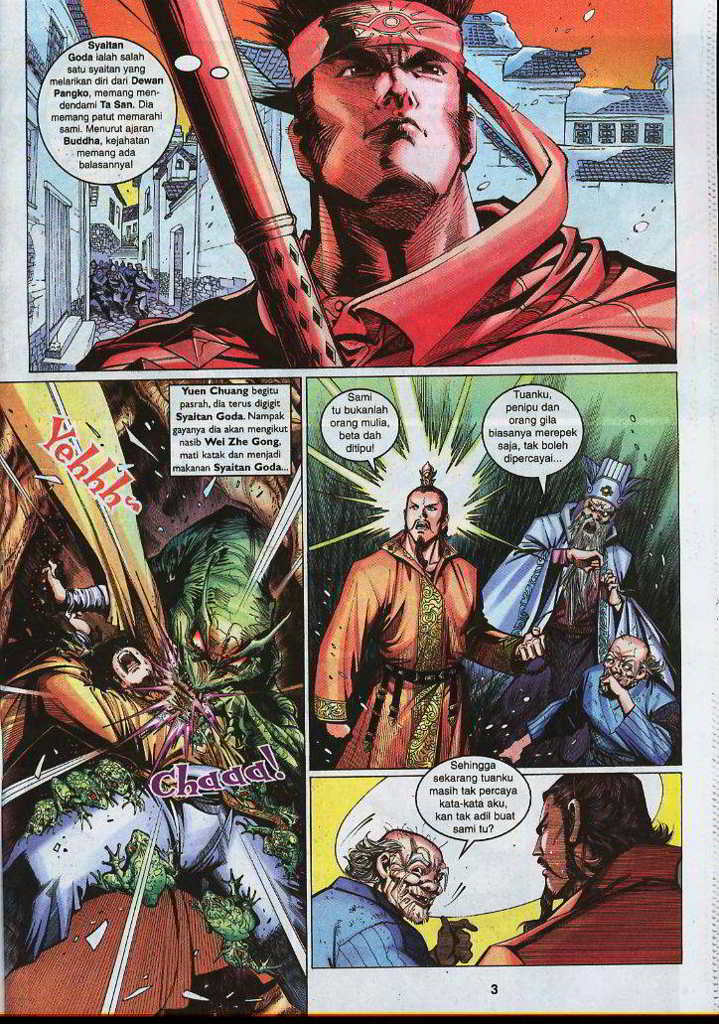 Syaitan
Goda ialah salah
satu syaitan yang
melarikan diri dari Dewan
Pangko, memang men-
dendami Ta San. Dia
memang patut memarahi
sami. Menurut ajaran
Buddha, kejahatan
memang ada
balasannya!
Yuen Chuang begitu
pasrah, dia terus digigit
Syaitan Goda. Nampak
gayanya dia akan mengikut
nasib Wei Zhe Gong,
mati katak dan menjadi
makanan Syaitan Goda...
Yehhh~
Chaaa!
Sami
tu bukanlah
orang mulia,
beta dah
ditipu!
Tuanku,
penipu dan
orang gila
biasanya merepek
saja, tak boleh
dipercayai...
Sehingga
sekarang tuanku
masih tak percaya
kata-kata aku,
kan tak adil buat
sami tu?
3